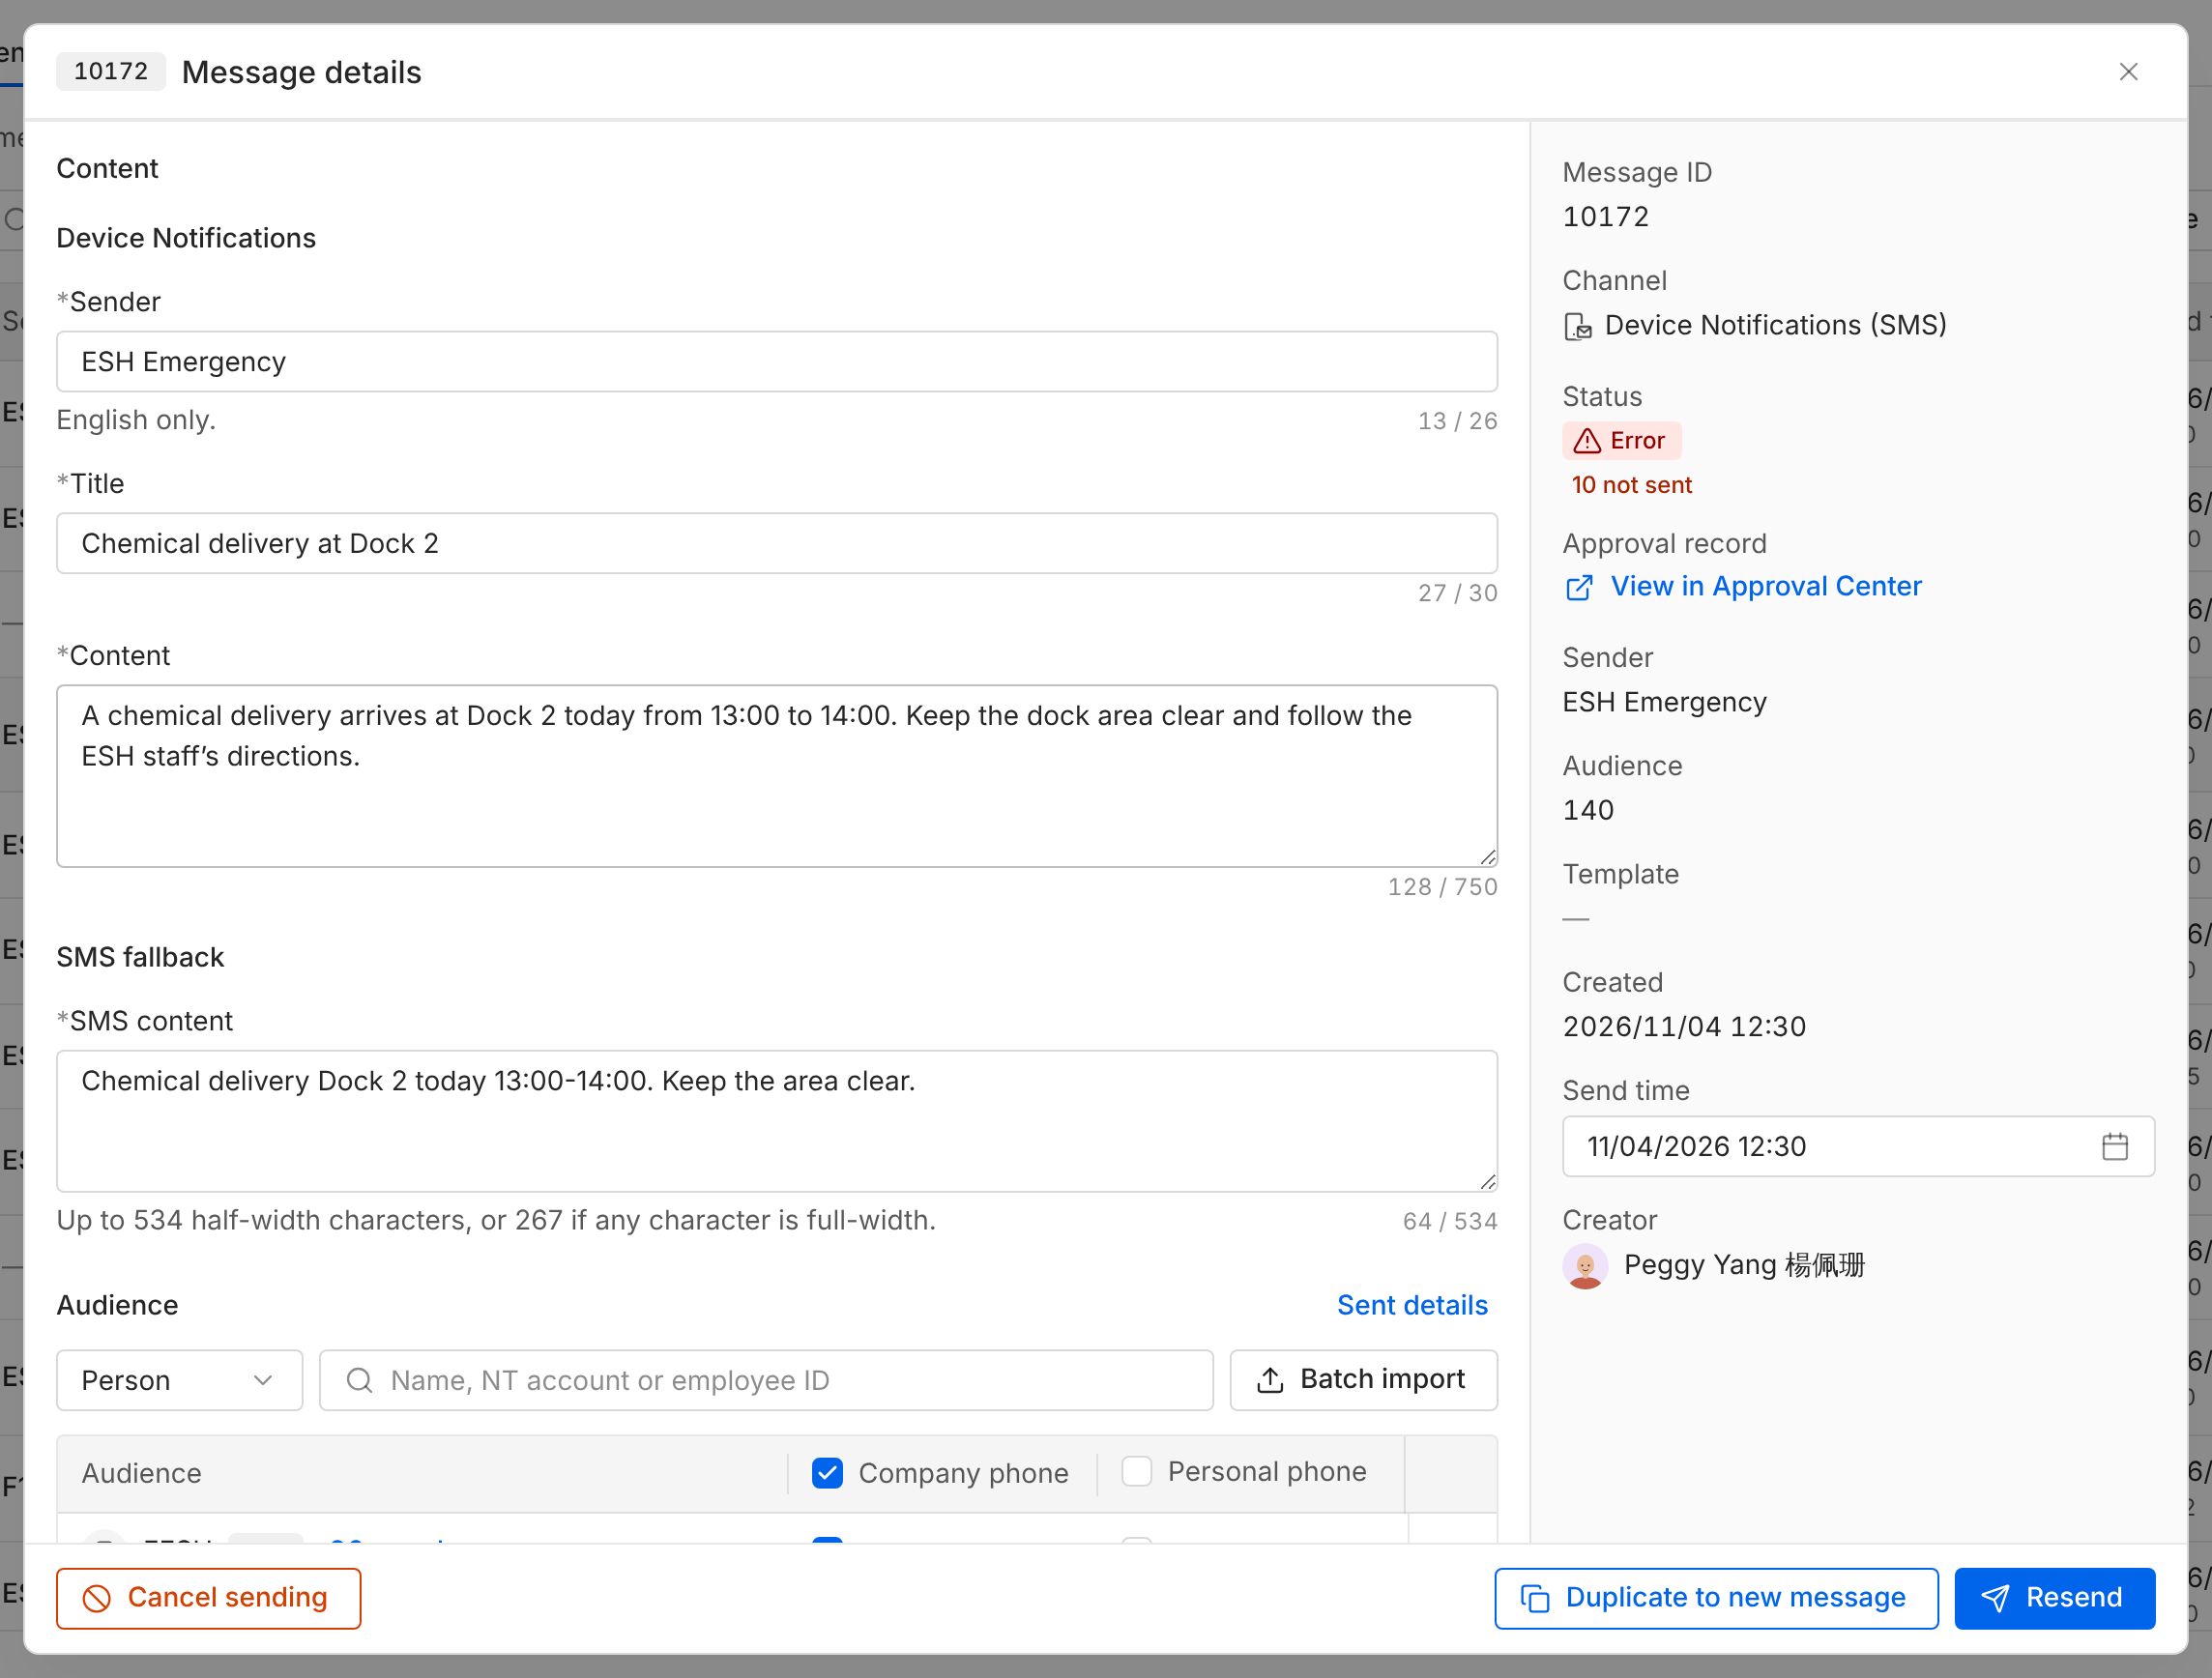 10172 Message details
Content
Device Notifications
*Sender
ESH Emergency
English only.
13 / 26
*Title
Chemical delivery at Dock 2
27 / 30
*Content
A chemical delivery arrives at Dock 2 today from 13:00 to 14:00. Keep the dock area clear and follow the
ESH staff’s directions.
128 / 750
SMS fallback
*SMS content
Chemical delivery Dock 2 today 13:00-14:00. Keep the area clear.
Up to 534 half-width characters, or 267 if any character is full-width.
64 / 534
Audience
Sent details
Person
Name, NT account or employee ID
Batch import
Audience
Company phone
Personal phone
Message ID
10172
Channel
Device Notifications (SMS)
Status
Error
10 not sent
Approval record
View in Approval Center
Sender
ESH Emergency
Audience
140
Template
—
Created
2026/11/04 12:30
Send time
11/04/2026 12:30
Creator
Peggy Yang 楊佩珊
Cancel sending
Duplicate to new message
Resend